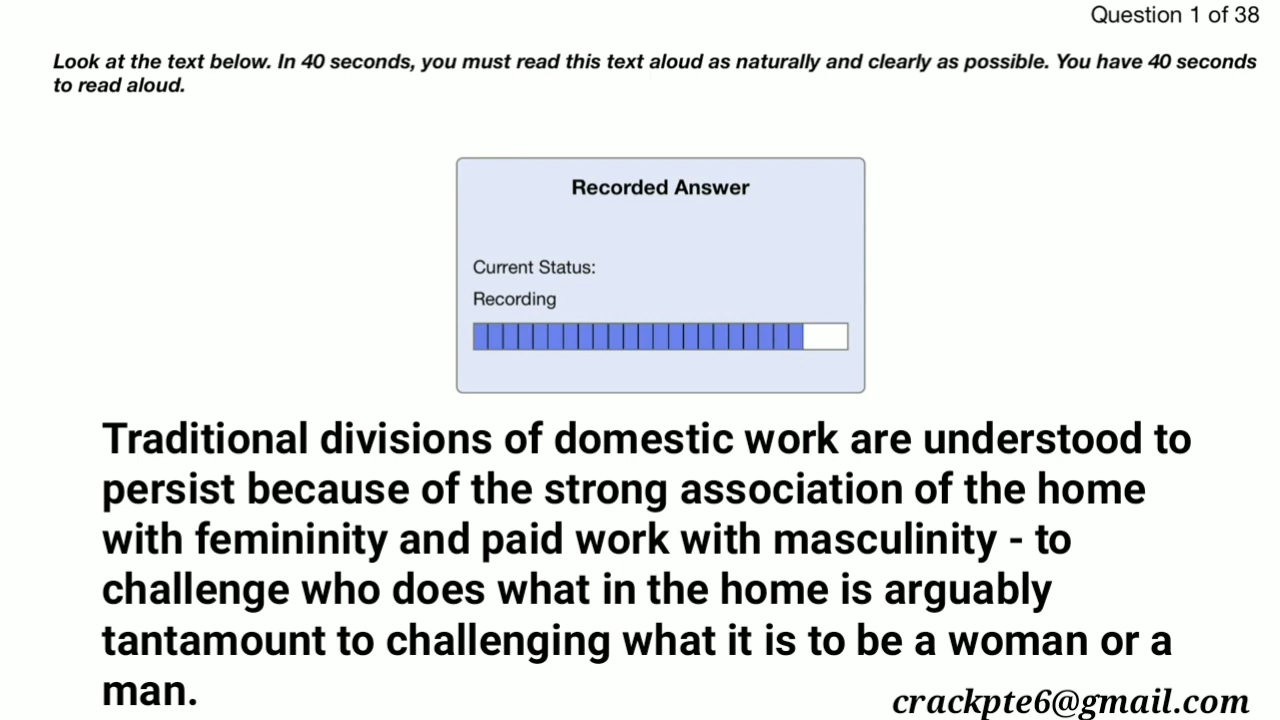 Question 1 of 38
Look at the text below. In 40 seconds, you must read this text aloud as naturally and clearly as possible. You have 40 seconds
to read aloud.
Recorded Answer
Current Status:
Recording
Traditional divisions of domestic work are understood to
persist because of the strong association of the home
with femininity and paid work with masculinity - to
challenge who does what in the home is arguably
tantamount to challenging what it is to be a woman or a
man.
crackpte6@gmail.com